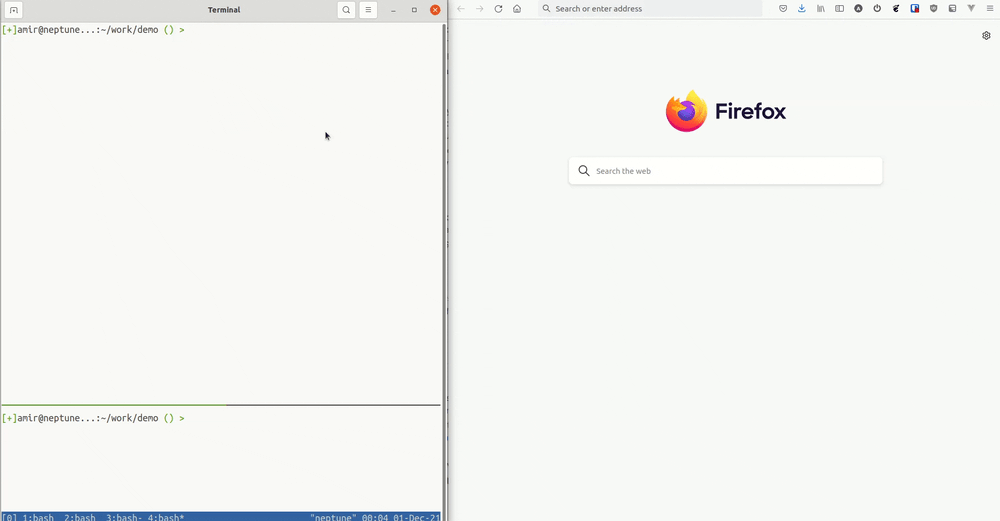 Terminal
[+]amir@neptune...:~/work/demo () >
[+]amir@neptune...:~/work/demo () >
[0] 1:bash  2:bash  3:bash- 4:bash*  "neptune" 00:04 01-Dec-21
Search or enter address
Firefox
Search the web